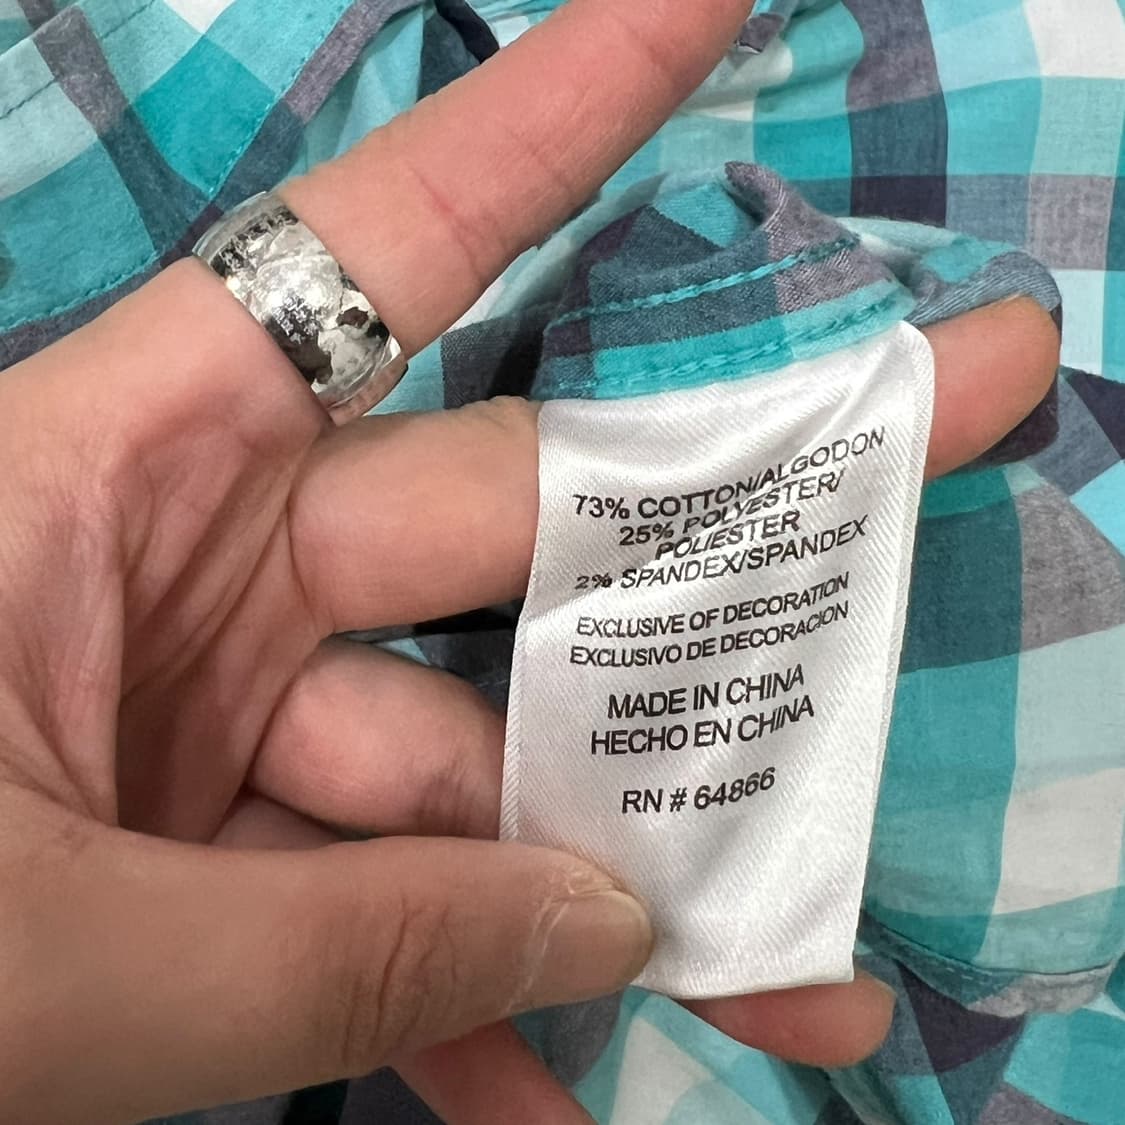 73% COTTON/ALGODON
25% POLYESTER/
POLIESTER
2% SPANDEX/SPANDEX
EXCLUSIVE OF DECORATION
EXCLUSIVO DE DECORACION
MADE IN CHINA
HECHO EN CHINA
RN # 64866